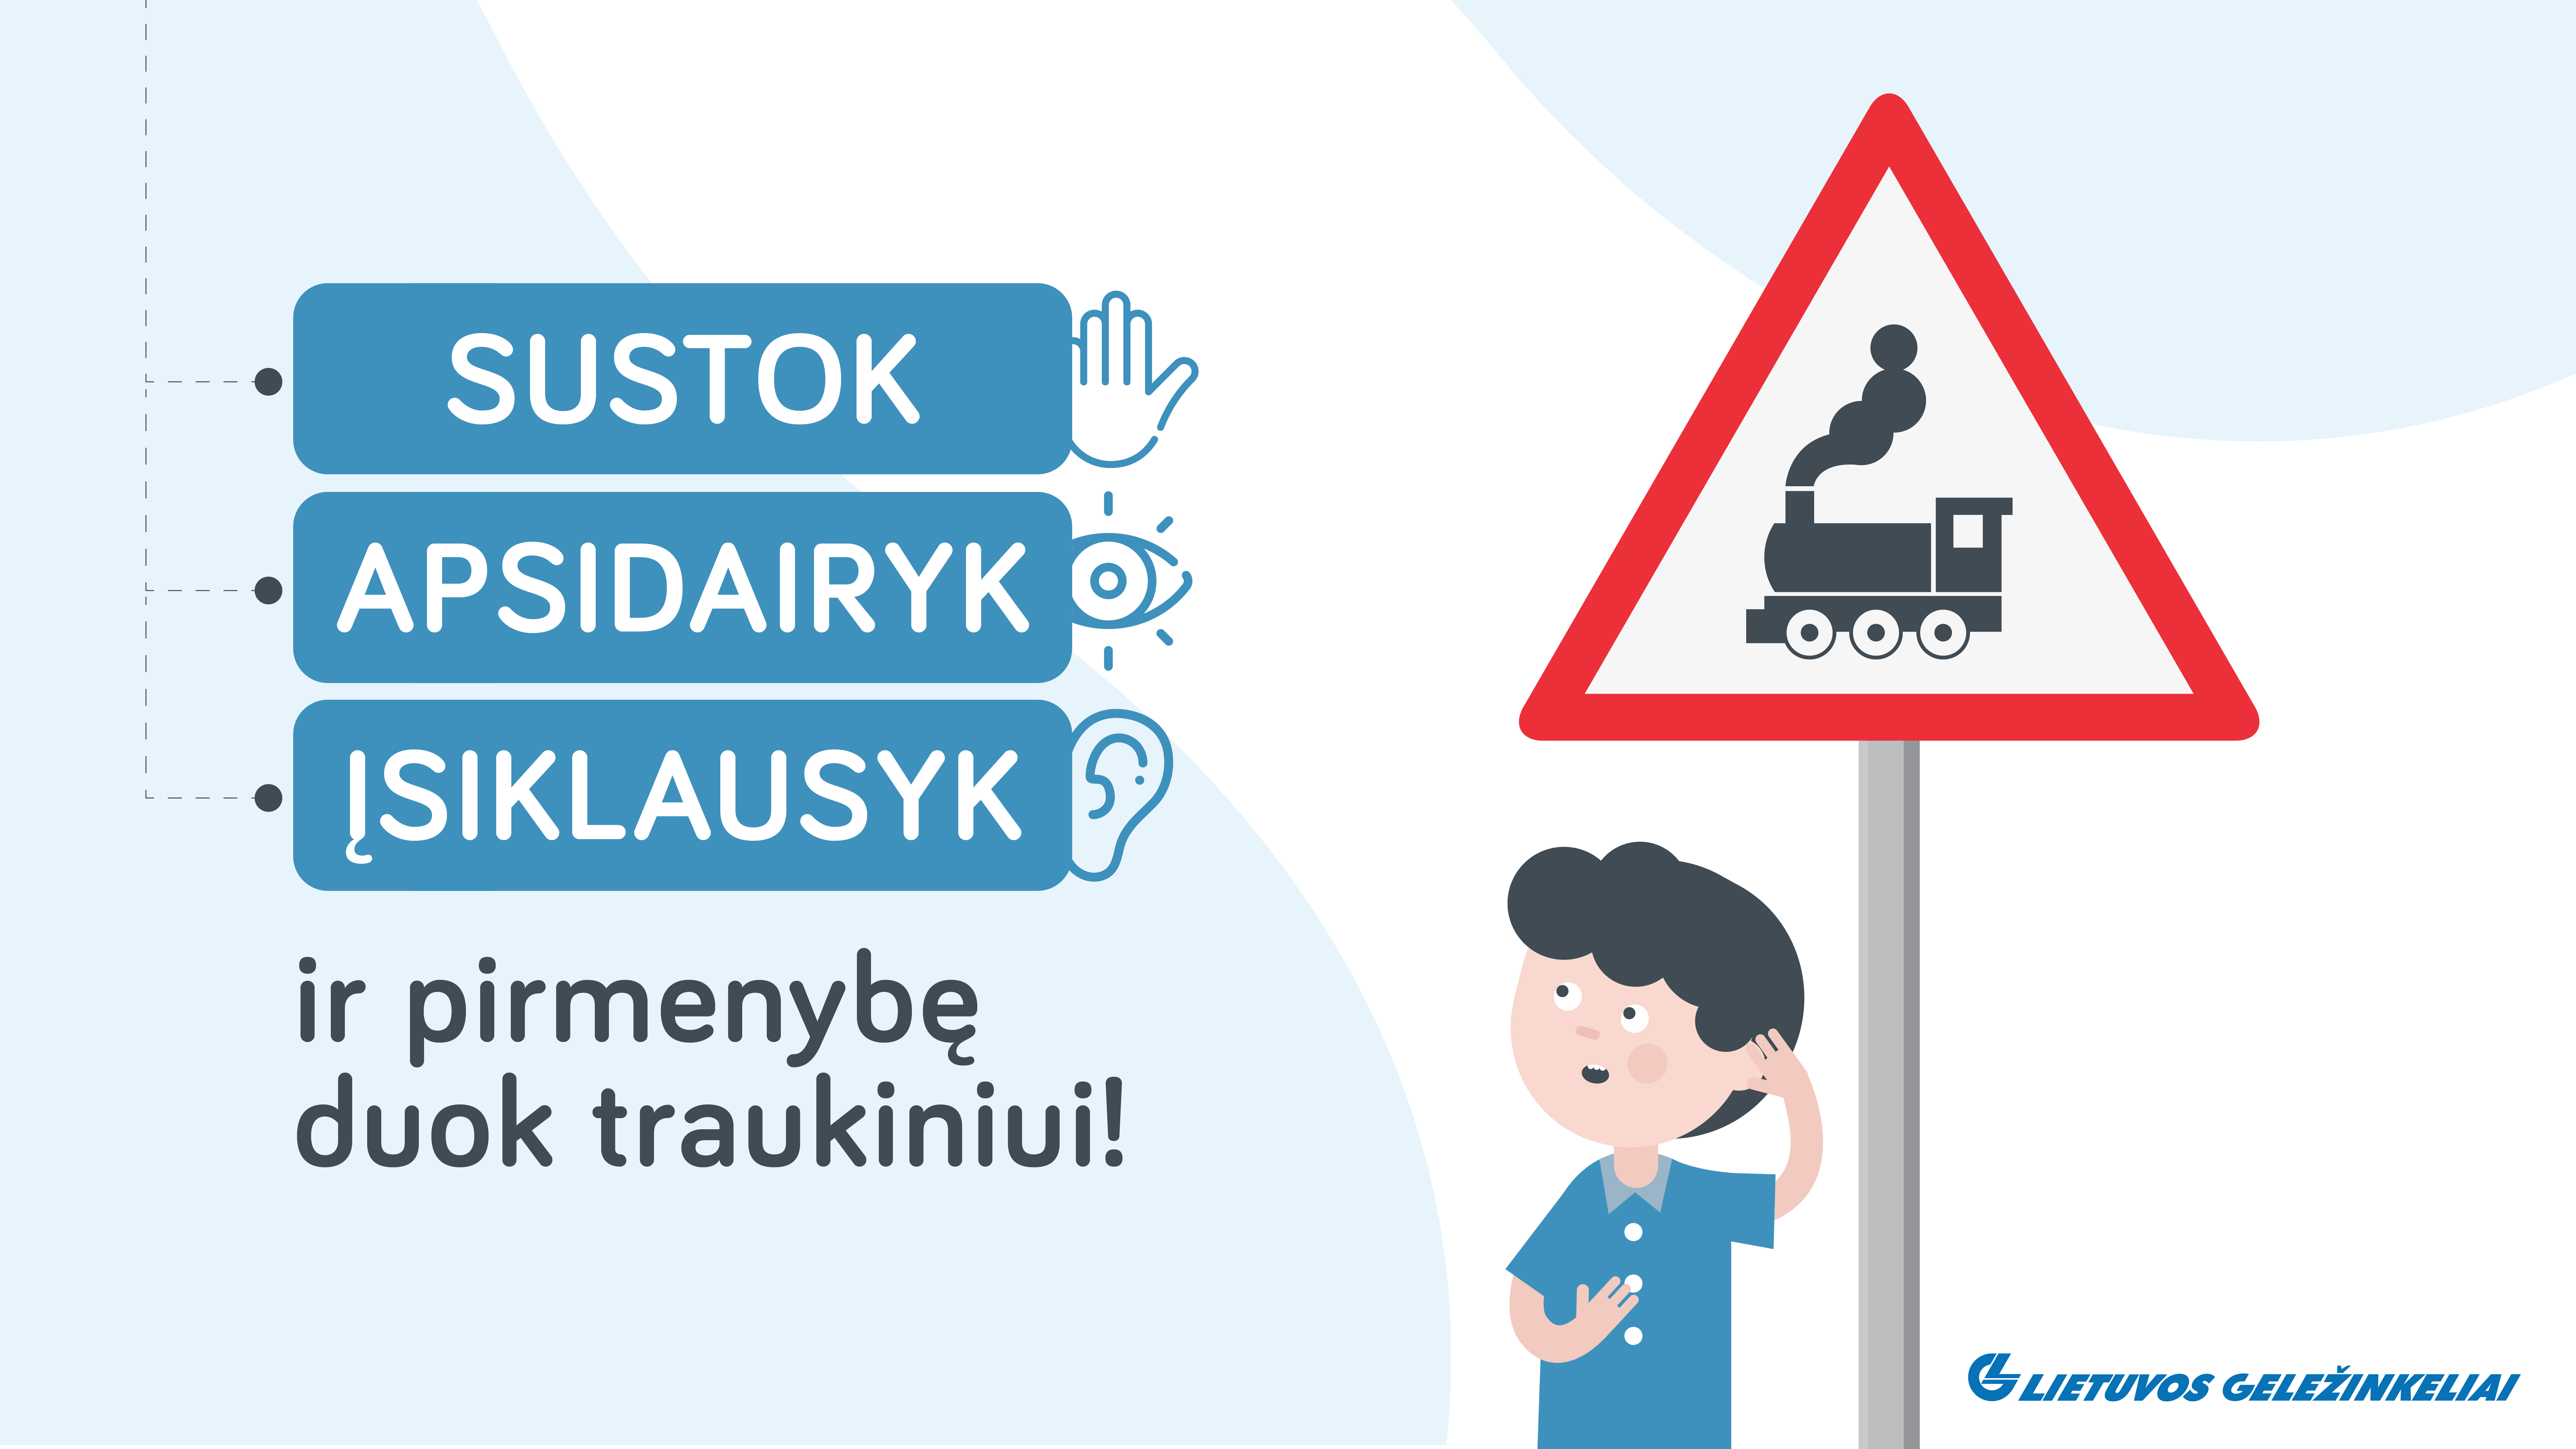 SUSTOK
APSIDAIRYK
ĮSIKLAUSYK
ir pirmenybę
duok traukiniui!
LIETUVOS GELEŽINKELIAI